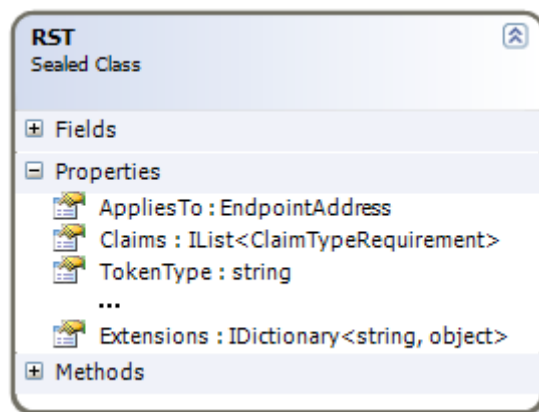 RST
Sealed Class
Fields
Properties
AppliesTo : EndpointAddress
Claims : IList<ClaimTypeRequirement>
TokenType : string
...
Extensions : IDictionary<string, object>
Methods